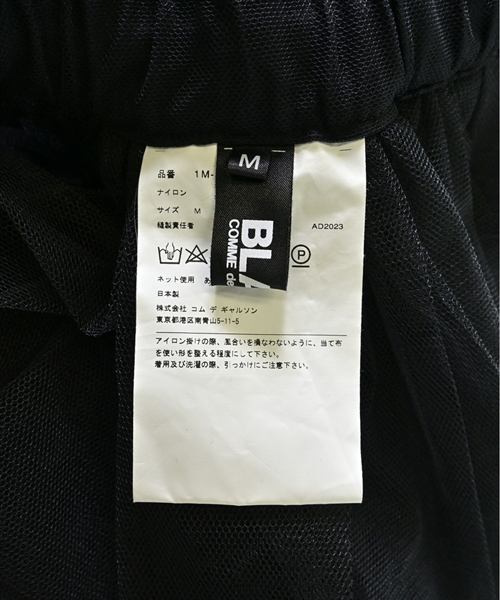 M
BLA
COMME de
品番 1M-
ナイロン
サイズ M
縫製責任者 AD2023
P
ネット使用 あ
日本製
株式会社 コム デ ギャルソン
東京都港区南青山5-11-5
アイロン掛けの際、風合いを損なわないように、当て布
を使い形を整える程度にして下さい。
着用及び洗濯の際、引っかけにご注意下さい。